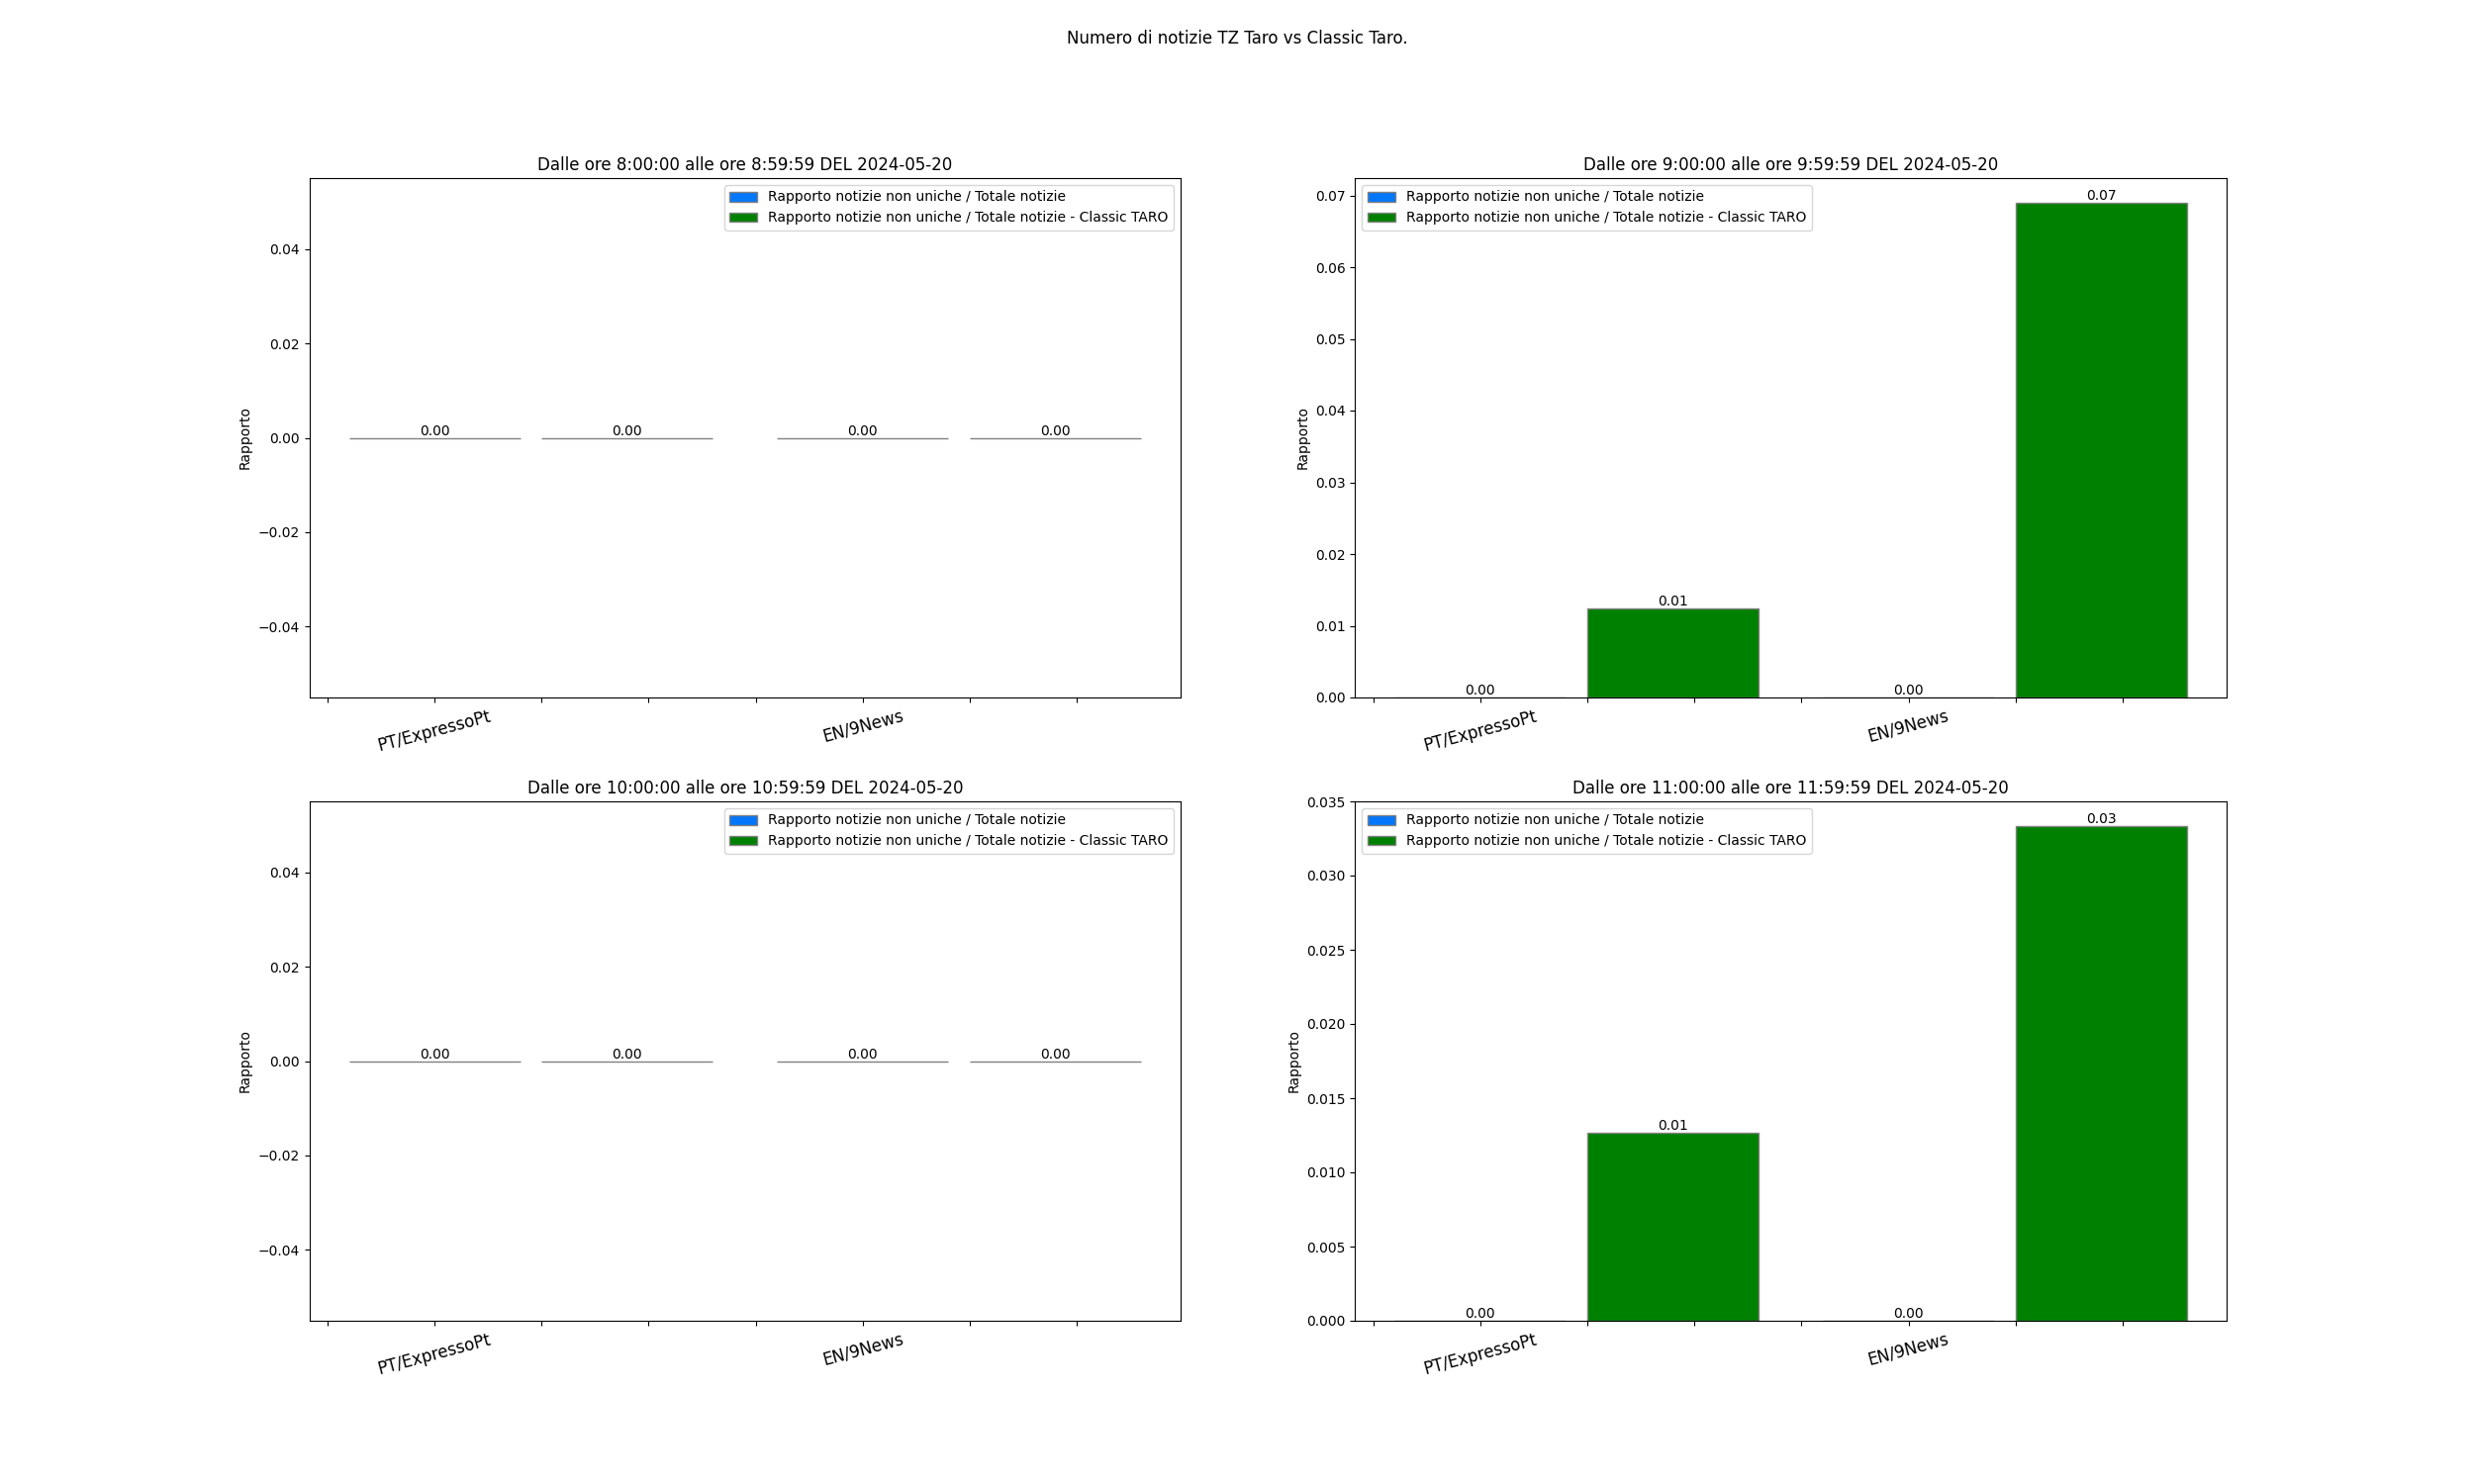 Numero di notizie TZ Taro vs Classic Taro.
Dalle ore 8:00:00 alle ore 8:59:59 DEL 2024-05-20
Rapporto notizie non uniche / Totale notizie
Rapporto notizie non uniche / Totale notizie - Classic TARO
0.04
0.02
0.00
−0.02
−0.04
Rapporto
0.00
0.00
0.00
0.00
PT/ExpressoPt
EN/9News
Dalle ore 9:00:00 alle ore 9:59:59 DEL 2024-05-20
Rapporto notizie non uniche / Totale notizie
Rapporto notizie non uniche / Totale notizie - Classic TARO
0.07
0.06
0.05
0.04
0.03
0.02
0.01
0.00
Rapporto
0.00
0.01
0.00
0.07
PT/ExpressoPt
EN/9News
Dalle ore 10:00:00 alle ore 10:59:59 DEL 2024-05-20
Rapporto notizie non uniche / Totale notizie
Rapporto notizie non uniche / Totale notizie - Classic TARO
0.04
0.02
0.00
−0.02
−0.04
Rapporto
0.00
0.00
0.00
0.00
PT/ExpressoPt
EN/9News
Dalle ore 11:00:00 alle ore 11:59:59 DEL 2024-05-20
Rapporto notizie non uniche / Totale notizie
Rapporto notizie non uniche / Totale notizie - Classic TARO
0.035
0.030
0.025
0.020
0.015
0.010
0.005
0.000
Rapporto
0.00
0.01
0.00
0.03
PT/ExpressoPt
EN/9News